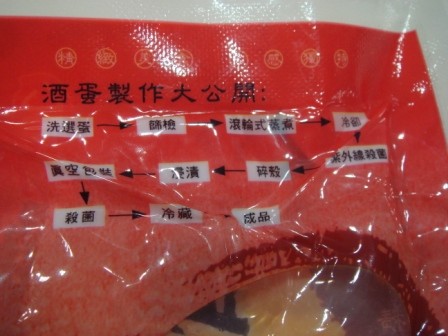 酒蛋製作大公開：
洗選蛋 → 篩檢 → 滾輪式蒸煮 → 冷卻
紫外線殺菌
真空包裝 ← 浸漬 ← 碎殼
殺菌 → 冷藏 → 成品